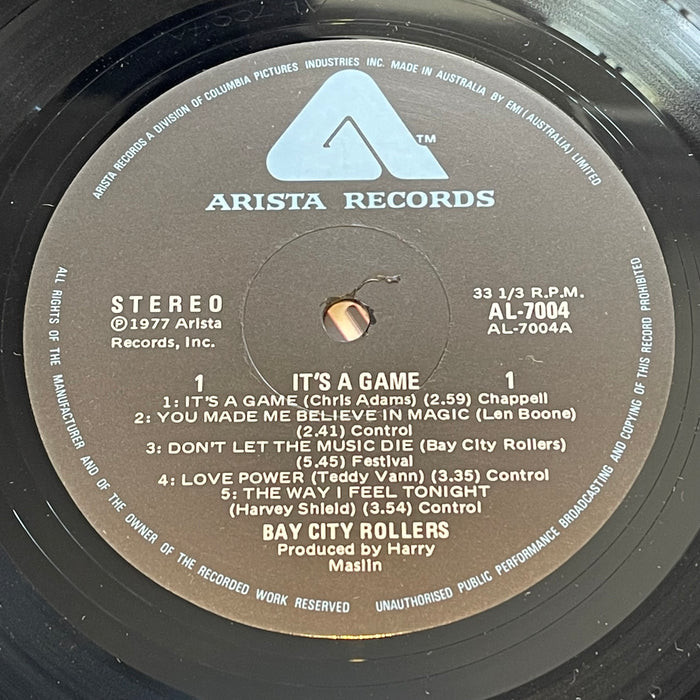 ARISTA RECORDS A DIVISION OF COLUMBIA PICTURES INDUSTRIES INC. MADE IN AUSTRALIA BY EMI (AUSTRALIA) LIMITED
TM
ARISTA RECORDS
STEREO
℗1977 Arista
Records, Inc.
33 1/3 R.P.M.
AL-7004
AL-7004A
1 IT'S A GAME 1
1: IT'S A GAME (Chris Adams) (2.59) Chappell
2: YOU MADE ME BELIEVE IN MAGIC (Len Boone)
(2.41) Control
3: DON'T LET THE MUSIC DIE (Bay City Rollers)
(5.45) Festival
4: LOVE POWER (Teddy Vann) (3.35) Control
5: THE WAY I FEEL TONIGHT
(Harvey Shield) (3.54) Control
BAY CITY ROLLERS
Produced by Harry
Maslin
ALL RIGHTS OF THE MANUFACTURER AND OF THE OWNER OF THE RECORDED WORK RESERVED
UNAUTHORISED PUBLIC PERFORMANCE BROADCASTING AND COPYING OF THIS RECORD PROHIBITED